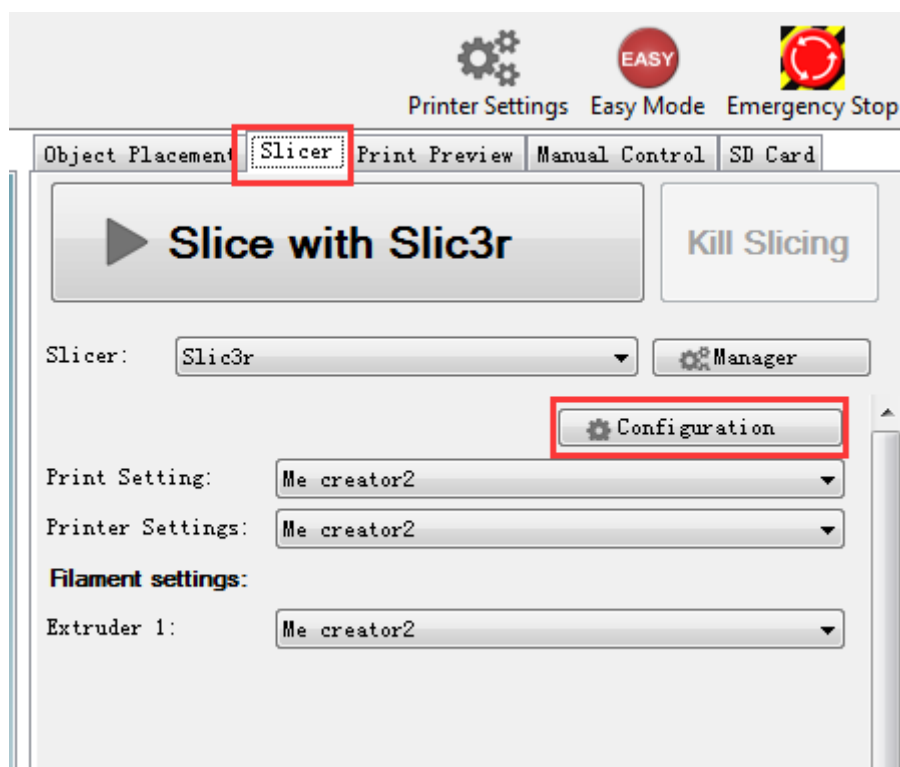 EASY
Printer Settings Easy Mode Emergency Stop
Object Placement Slicer Print Preview Manual Control SD Card
Slice with Slic3r Kill Slicing
Slicer: Slic3r Manager
Configuration
Print Setting: Me creator2
Printer Settings: Me creator2
Filament settings:
Extruder 1: Me creator2